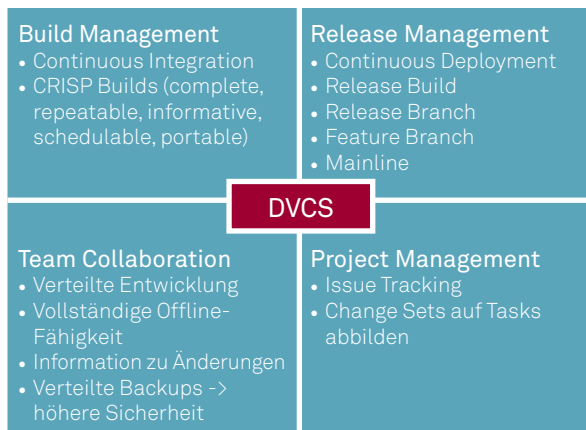 Build Management
• Continuous Integration
• CRISP Builds (complete,
repeatable, informative,
schedulable, portable)
Release Management
• Continuous Deployment
• Release Build
• Release Branch
• Feature Branch
• Mainline
DVCS
Team Collaboration
• Verteilte Entwicklung
• Vollständige Offline-
Fähigkeit
• Information zu Änderungen
• Verteilte Backups ->
höhere Sicherheit
Project Management
• Issue Tracking
• Change Sets auf Tasks
abbilden